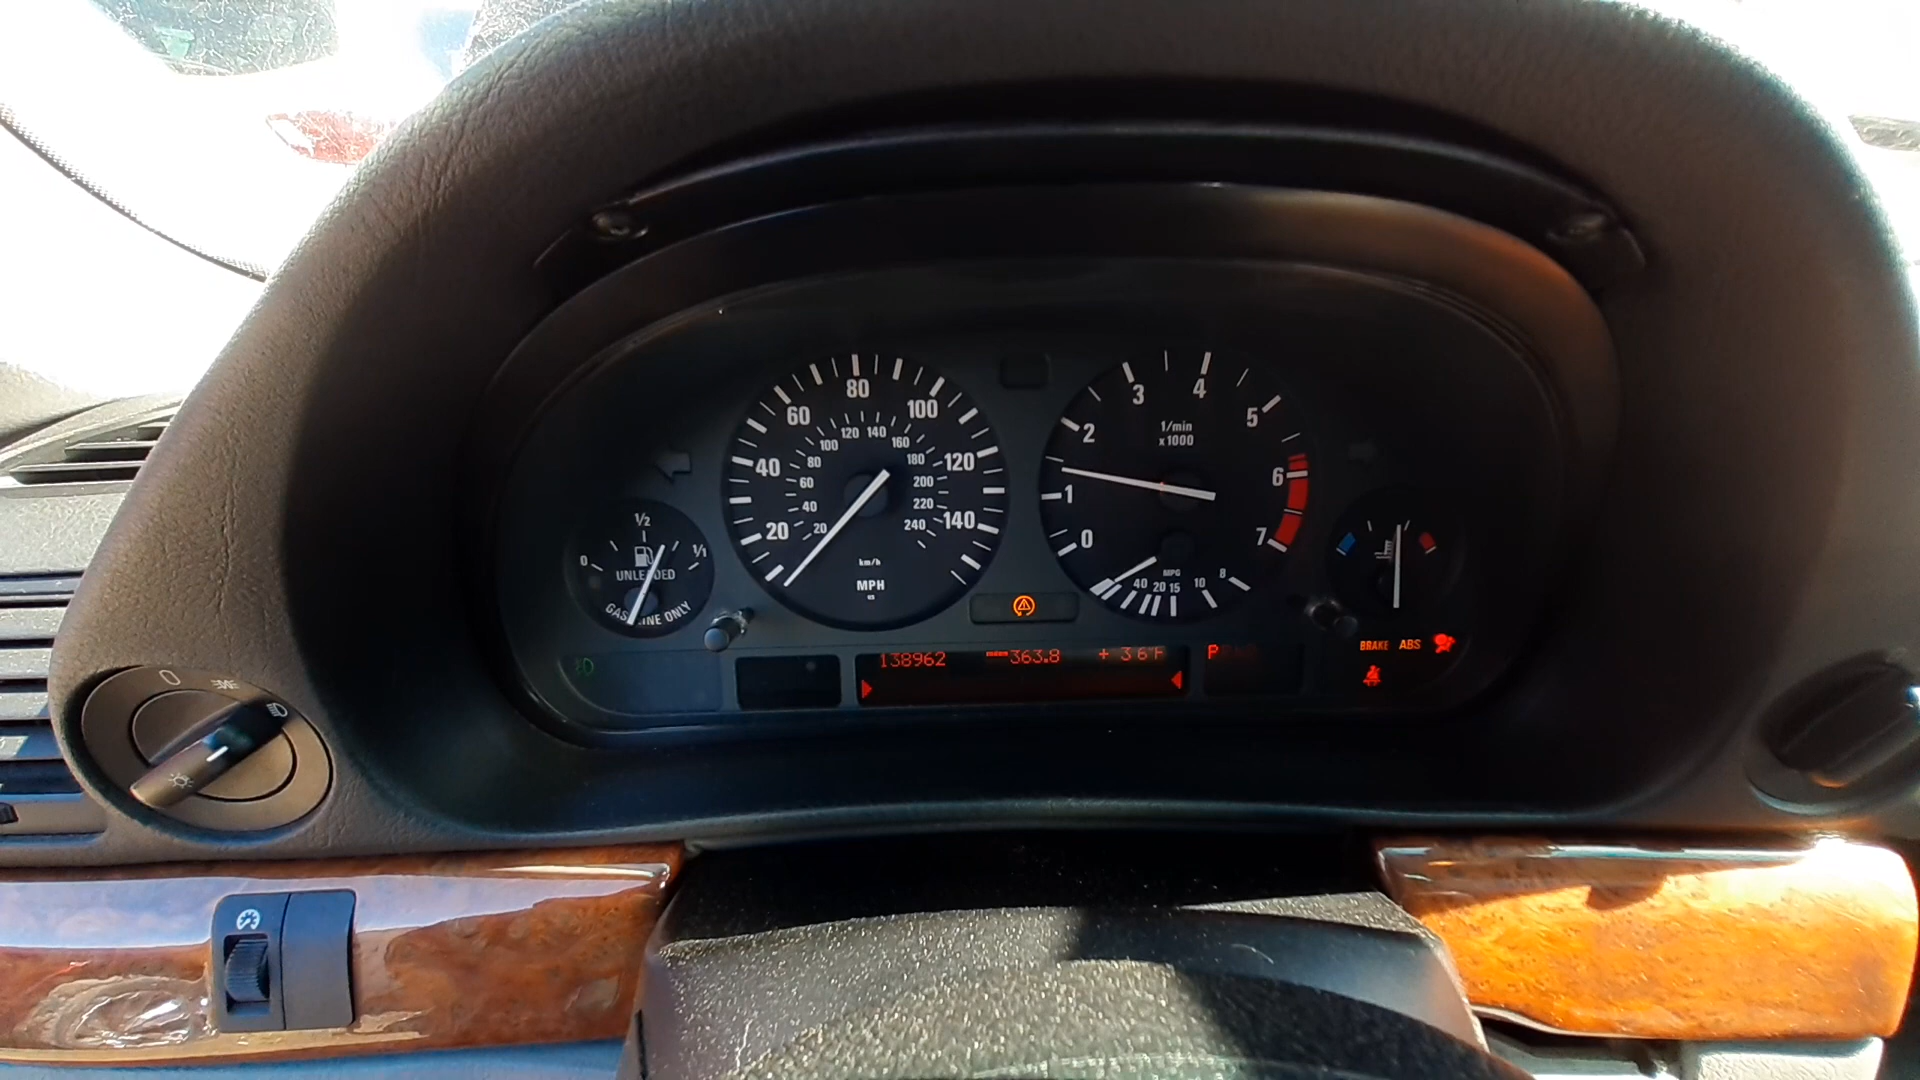 20 40 60 80 100 120 140
20 40 60 80 100 120 140 160 180 200 220 240
km/h
MPH
0 1/2 1/1
UNLEADED
GASOLINE ONLY
0 1 2 3 4 5 6 7
1/min
x1000
MPG
40 20 15 10 8
138962 363.8 + 36F
P
BRAKE ABS
0